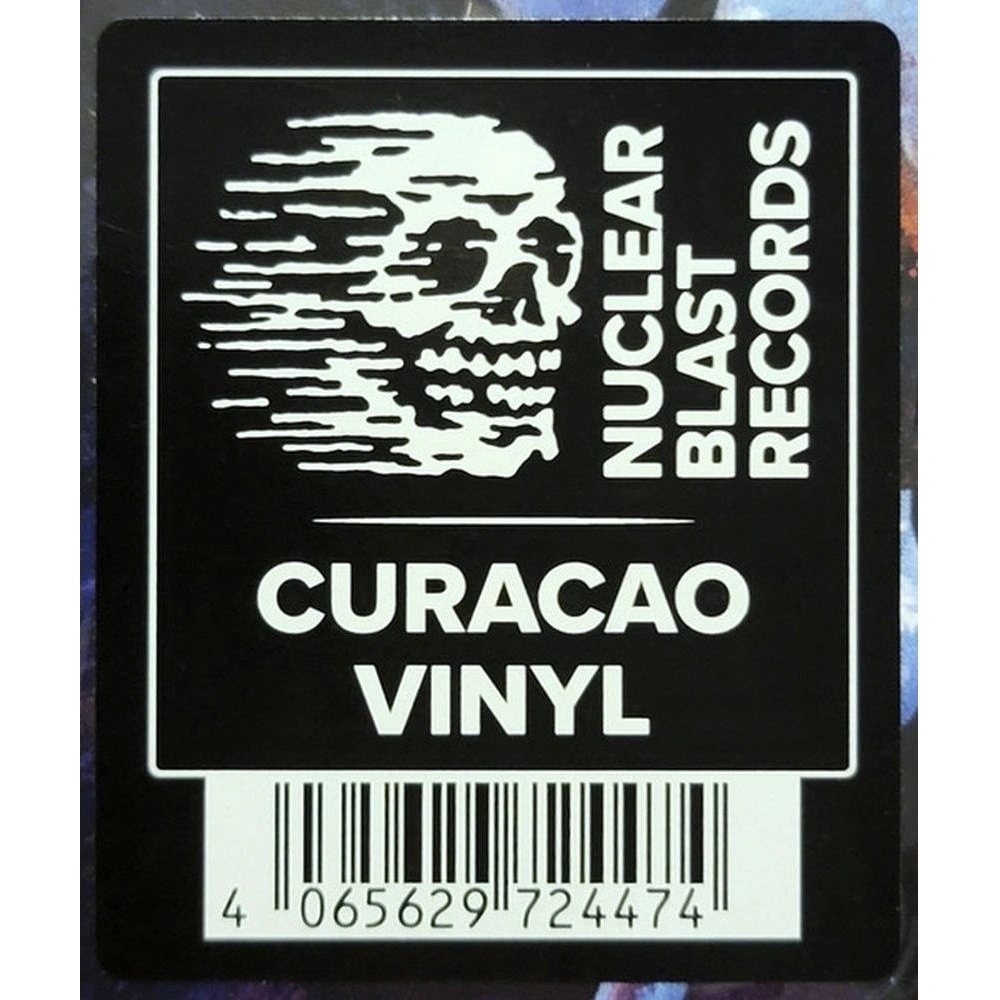 NUCLEAR
BLAST
RECORDS
CURACAO
VINYL
4 065629 724474